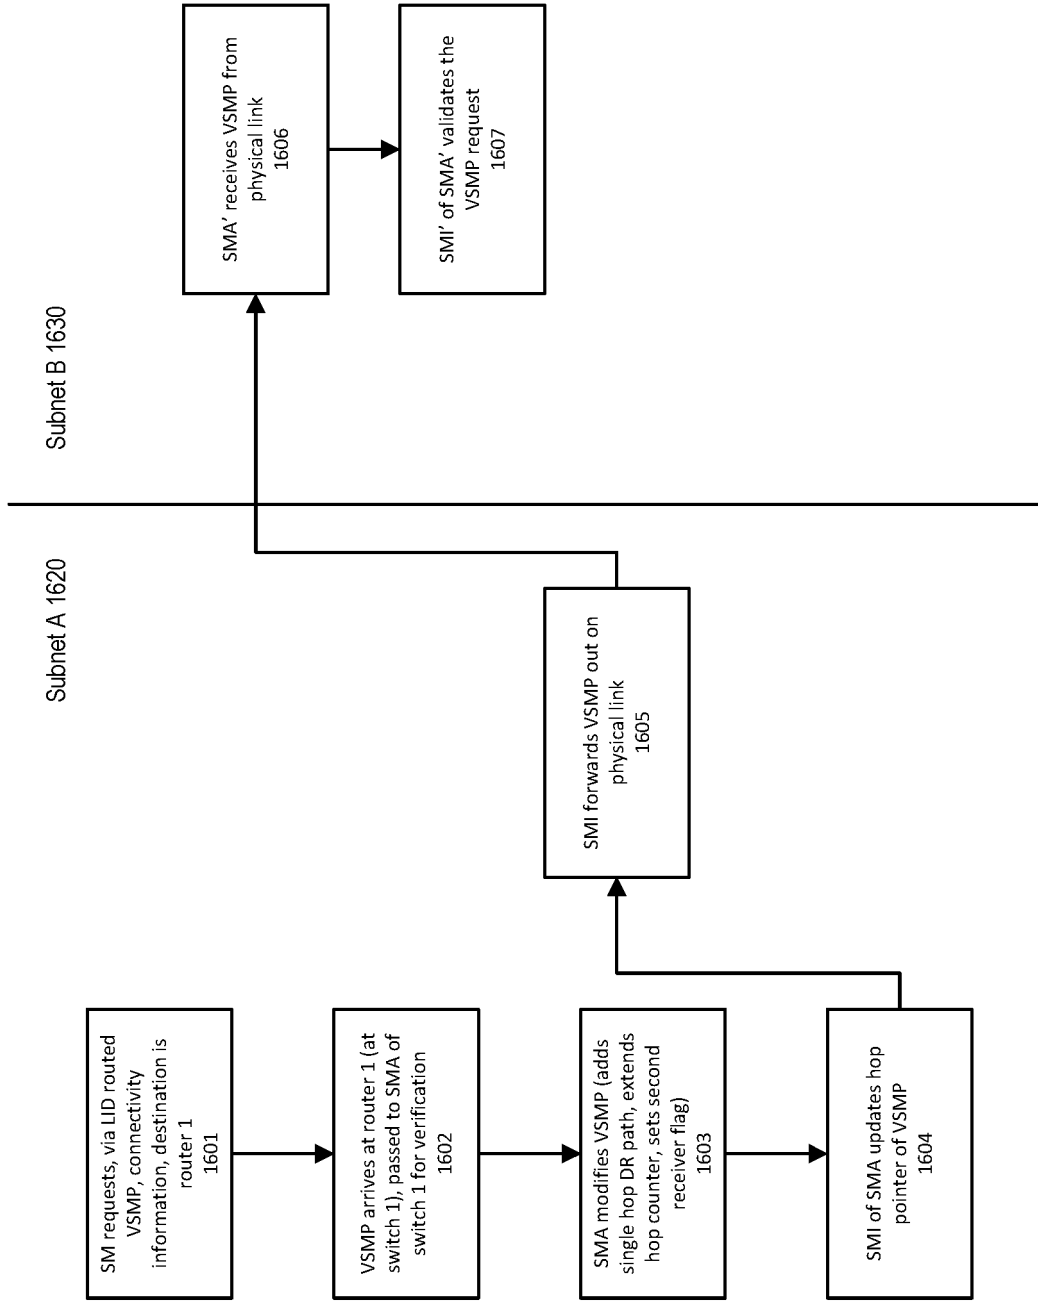 Subnet A 1620
Subnet B 1630
SM requests, via LID routed
VSMP, connectivity
information, destination is
router 1
1601
VSMP arrives at router 1 (at
switch 1), passed to SMA of
switch 1 for verification
1602
SMA modifies VSMP (adds
single hop DR path, extends
hop counter, sets second
receiver flag)
1603
SMI of SMA updates hop
pointer of VSMP
1604
SMI forwards VSMP out on
physical link
1605
SMA’ receives VSMP from
physical link
1606
SMI’ of SMA’ validates the
VSMP request
1607